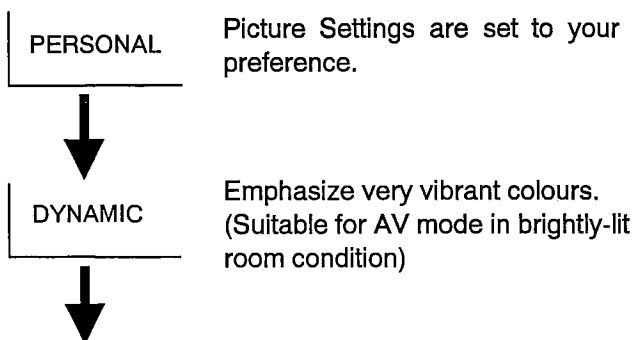 PERSONAL
Picture Settings are set to your
preference.
DYNAMIC
Emphasize very vibrant colours.
(Suitable for AV mode in brightly-lit
room condition)